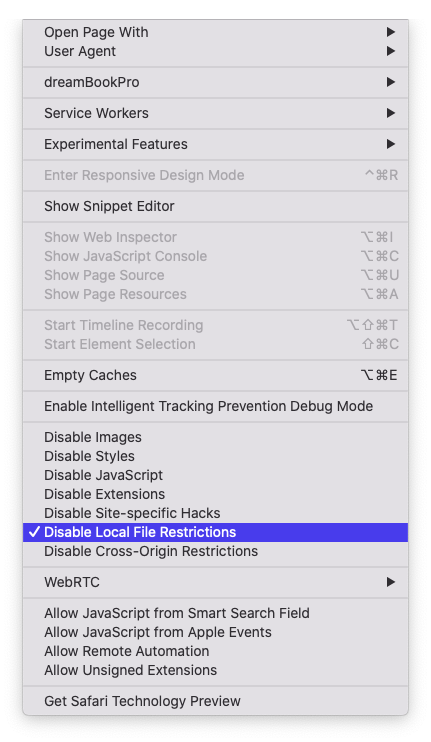 Open Page With ▶
User Agent ▶
dreamBookPro ▶
Service Workers ▶
Experimental Features ▶
Enter Responsive Design Mode ^⌘R
Show Snippet Editor
Show Web Inspector ⌥⌘I
Show JavaScript Console ⌥⌘C
Show Page Source ⌥⌘U
Show Page Resources ⌥⌘A
Start Timeline Recording ⌥⇧⌘T
Start Element Selection ⇧⌘C
Empty Caches ⌥⌘E
Enable Intelligent Tracking Prevention Debug Mode
Disable Images
Disable Styles
Disable JavaScript
Disable Extensions
Disable Site-specific Hacks
✓ Disable Local File Restrictions
Disable Cross-Origin Restrictions
WebRTC ▶
Allow JavaScript from Smart Search Field
Allow JavaScript from Apple Events
Allow Remote Automation
Allow Unsigned Extensions
Get Safari Technology Preview